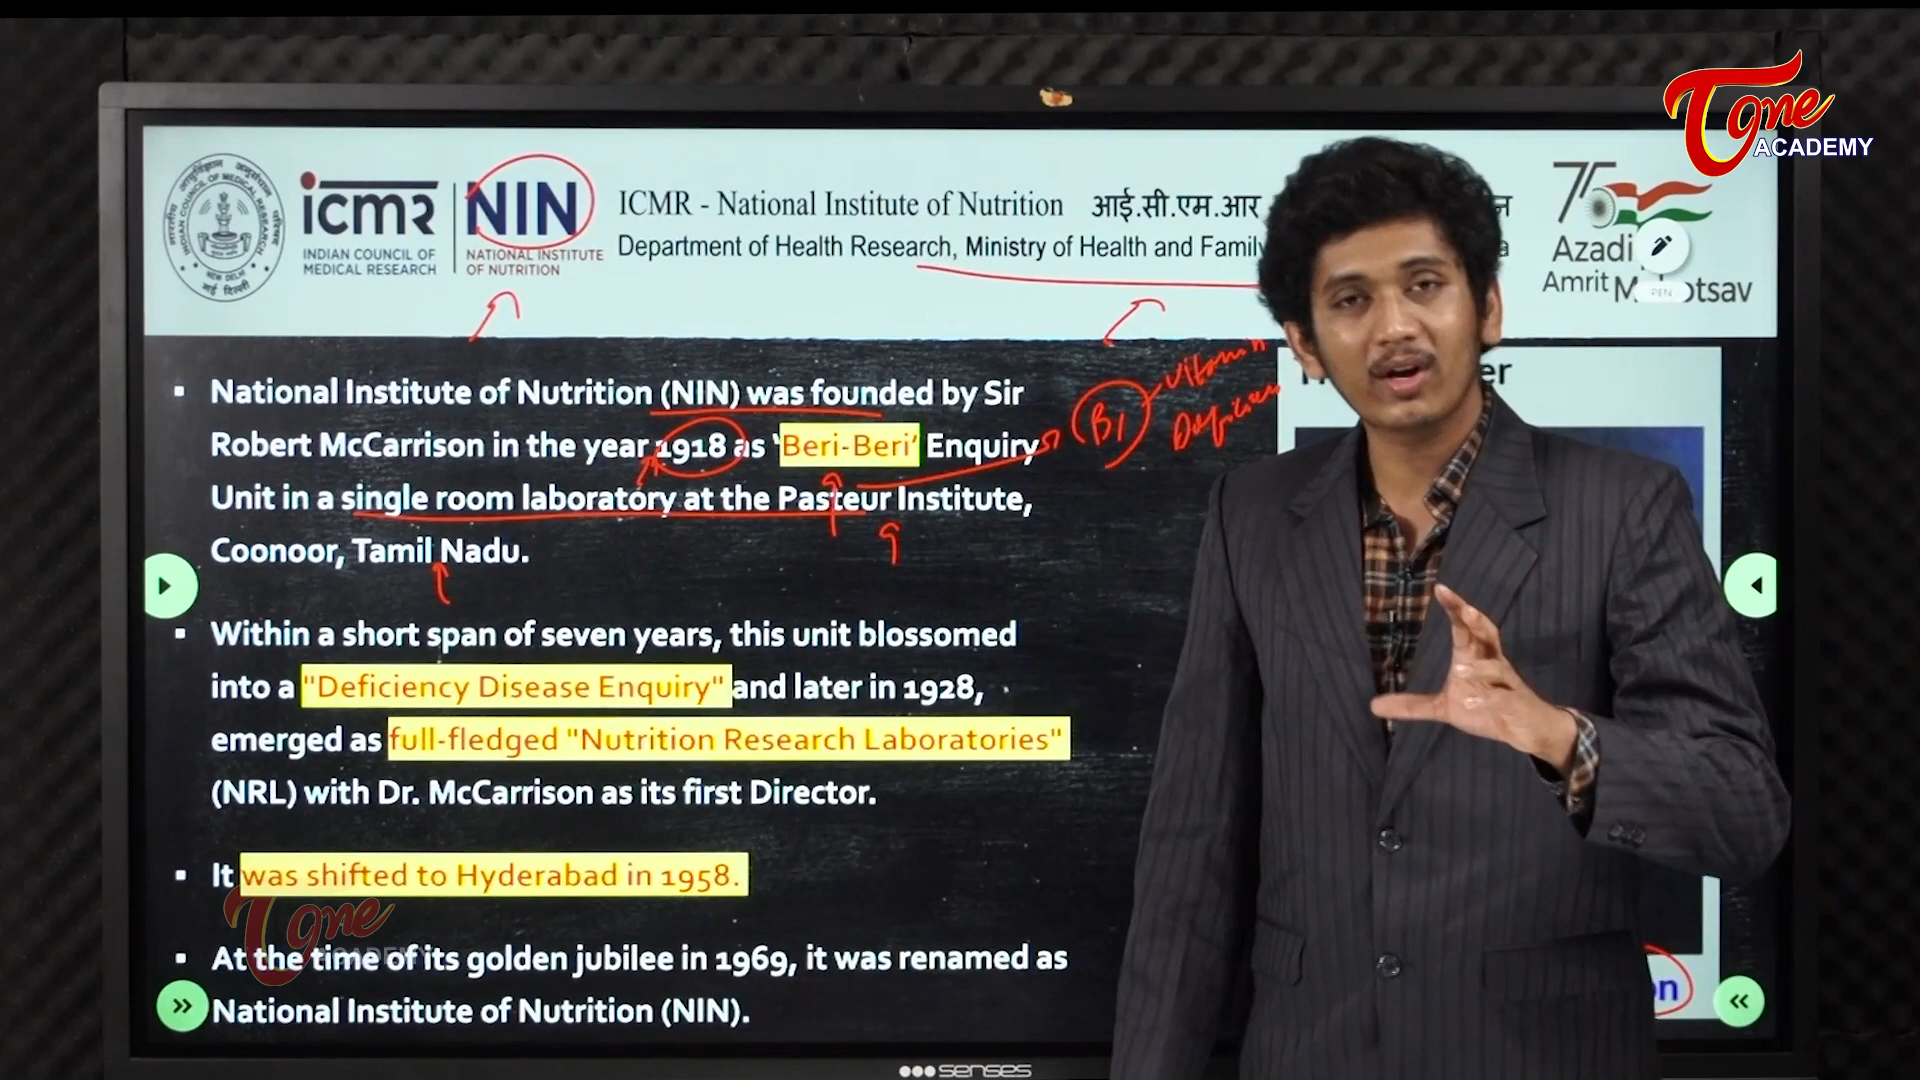 Tone
ACADEMY
icmr
INDIAN COUNCIL OF
MEDICAL RESEARCH
NIN
NATIONAL INSTITUTE
OF NUTRITION
ICMR - National Institute of Nutrition आई.सी.एम.आर
Department of Health Research, Ministry of Health and Family
75
Azadi
Amrit
PEN
▪ National Institute of Nutrition (NIN) was founded by Sir
Robert McCarrison in the year 1918 as ‘Beri-Beri’ Enquiry
Unit in a single room laboratory at the Pasteur Institute,
Coonoor, Tamil Nadu.
B1
Vitamin
▪ Within a short span of seven years, this unit blossomed
into a "Deficiency Disease Enquiry" and later in 1928,
emerged as full-fledged "Nutrition Research Laboratories"
(NRL) with Dr. McCarrison as its first Director.
▪ It was shifted to Hyderabad in 1958.
Tone
ACADEMY
▪ At the time of its golden jubilee in 1969, it was renamed as
National Institute of Nutrition (NIN).
senses